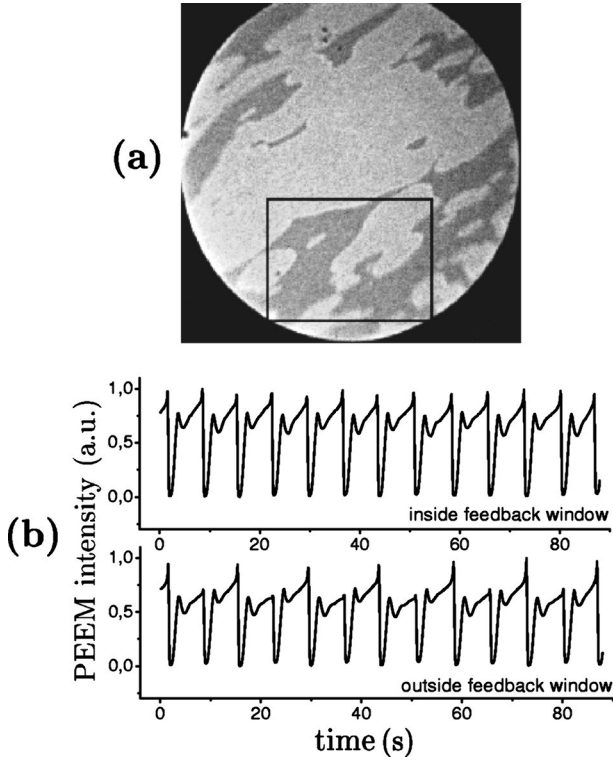 (a)
(b)
PEEM intensity (a.u.)
1,0
0,5
0,0
inside feedback window
0 20 40 60 80
1,0
0,5
0,0
outside feedback window
0 20 40 60 80
time (s)